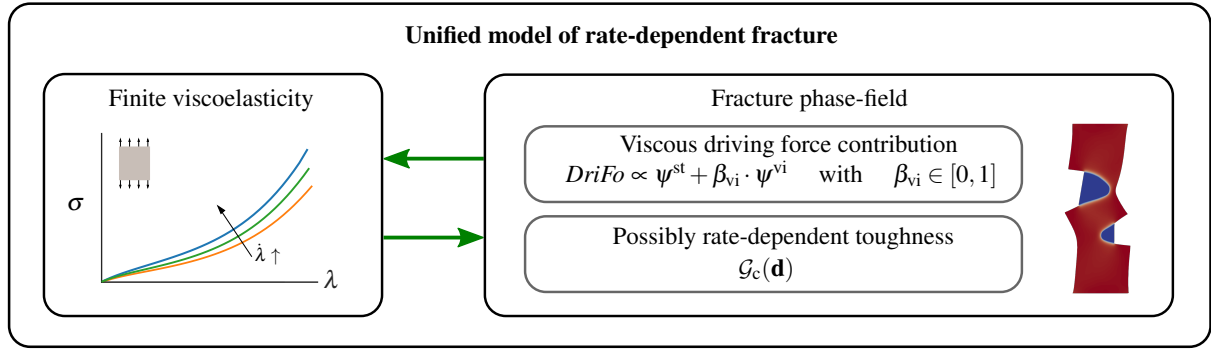 Unified model of rate-dependent fracture
Finite viscoelasticity
σ
λ̇ ↑
λ
Fracture phase-field
Viscous driving force contribution
DriFo ∝ ψ^st + β_vi · ψ^vi with β_vi ∈ [0, 1]
Possibly rate-dependent toughness
𝒢_c(𝐝)